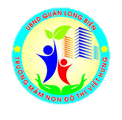 UBND QUẬN LONG BIÊN
TRƯỜNG MẦM NON ĐÔ THỊ VIỆT HƯNG